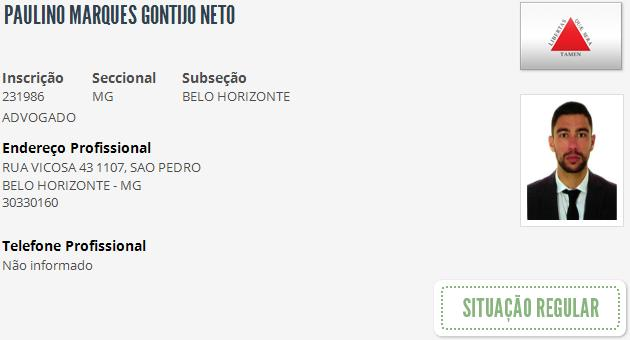 PAULINO MARQUES GONTIJO NETO
LIBERTAS QUÆ SERA
TAMEN
Inscrição Seccional Subseção
231986 MG BELO HORIZONTE
ADVOGADO
Endereço Profissional
RUA VICOSA 43 1107, SAO PEDRO
BELO HORIZONTE - MG
30330160
Telefone Profissional
Não informado
SITUAÇÃO REGULAR